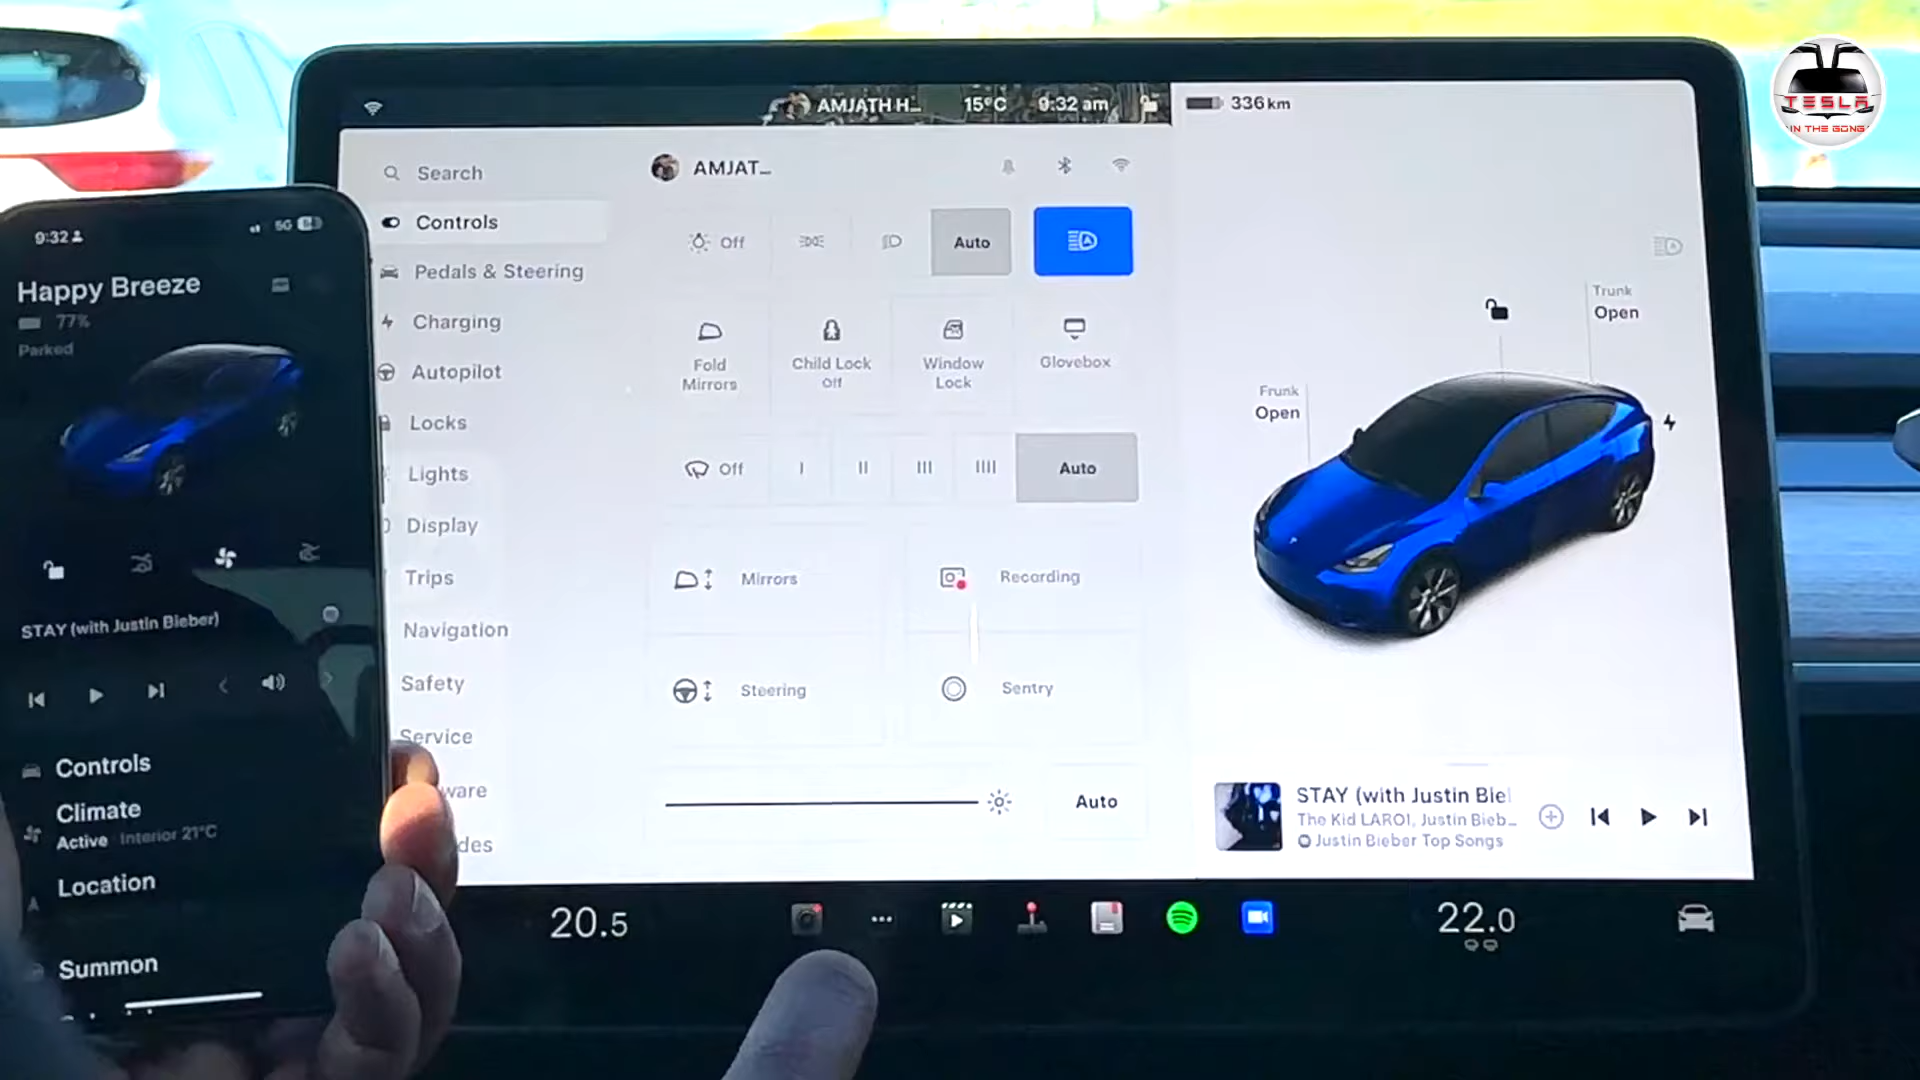 TESLA
IN THE GONG
AMJATH H...
15°C
9:32 am
336 km
Search
Controls
Pedals & Steering
Charging
Autopilot
Locks
Lights
Display
Trips
Navigation
Safety
Service
ware
des
AMJAT...
Off
Auto
Fold
Mirrors
Child Lock
Off
Window
Lock
Glovebox
Off
I
II
III
IIII
Auto
Mirrors
Recording
Steering
Sentry
Auto
Trunk
Open
Frunk
Open
STAY (with Justin Bie
The Kid LAROI, Justin Bieb...
Justin Bieber Top Songs
20.5
22.0
9:32
5G
Happy Breeze
77%
Parked
STAY (with Justin Bieber)
Controls
Climate
Active Interior 21°C
Location
Summon